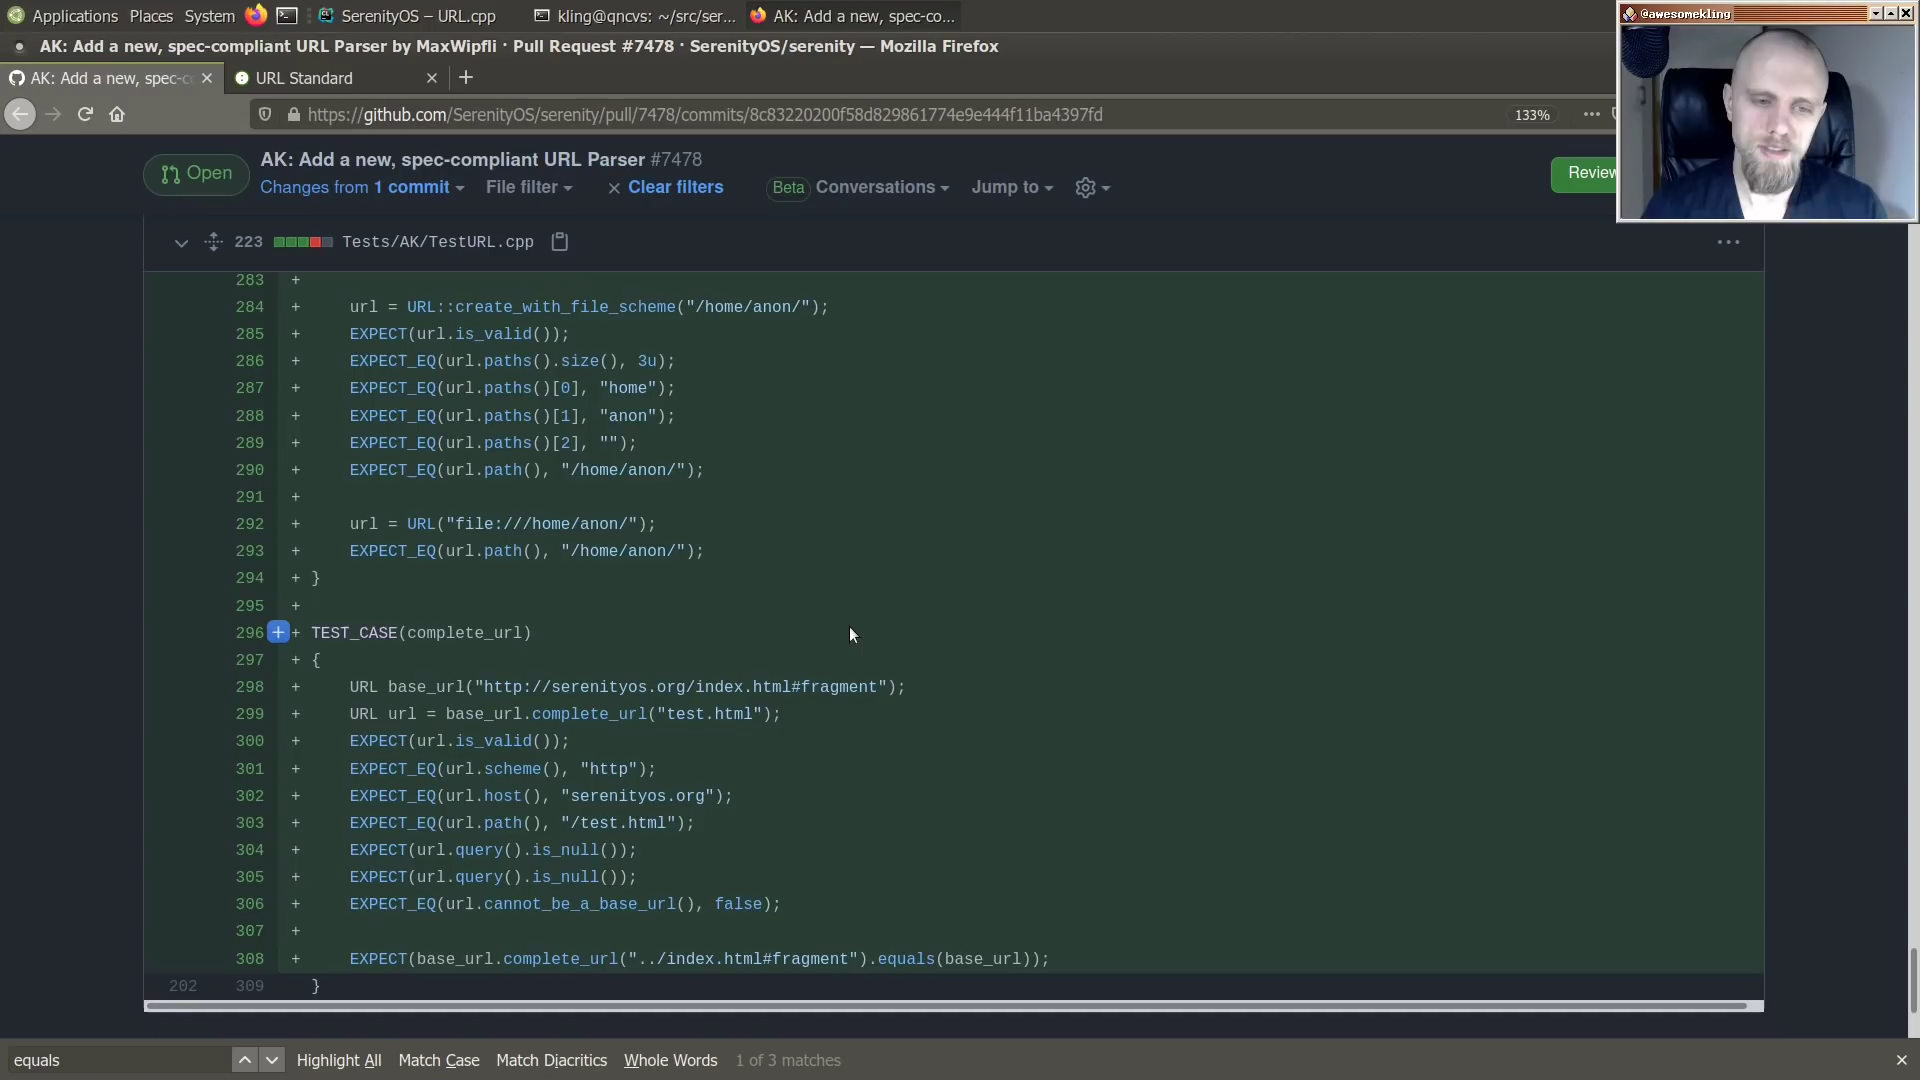 Applications Places System SerenityOS – URL.cpp kling@qncvs: ~/src/ser... AK: Add a new, spec-co...
@awesomekling
AK: Add a new, spec-compliant URL Parser by MaxWipfli · Pull Request #7478 · SerenityOS/serenity — Mozilla Firefox
AK: Add a new, spec-c URL Standard
https://github.com/SerenityOS/serenity/pull/7478/commits/8c83220200f58d829861774e9e444f11ba4397fd 133%
Open AK: Add a new, spec-compliant URL Parser #7478
Changes from 1 commit File filter Clear filters Beta Conversations Jump to Review
223 Tests/AK/TestURL.cpp
283 +
284 + url = URL::create_with_file_scheme("/home/anon/");
285 + EXPECT(url.is_valid());
286 + EXPECT_EQ(url.paths().size(), 3u);
287 + EXPECT_EQ(url.paths()[0], "home");
288 + EXPECT_EQ(url.paths()[1], "anon");
289 + EXPECT_EQ(url.paths()[2], "");
290 + EXPECT_EQ(url.path(), "/home/anon/");
291 +
292 + url = URL("file:///home/anon/");
293 + EXPECT_EQ(url.path(), "/home/anon/");
294 + }
295 +
296 + + TEST_CASE(complete_url)
297 + {
298 + URL base_url("http://serenityos.org/index.html#fragment");
299 + URL url = base_url.complete_url("test.html");
300 + EXPECT(url.is_valid());
301 + EXPECT_EQ(url.scheme(), "http");
302 + EXPECT_EQ(url.host(), "serenityos.org");
303 + EXPECT_EQ(url.path(), "/test.html");
304 + EXPECT(url.query().is_null());
305 + EXPECT(url.query().is_null());
306 + EXPECT_EQ(url.cannot_be_a_base_url(), false);
307 +
308 + EXPECT(base_url.complete_url("../index.html#fragment").equals(base_url));
202 309 }
equals Highlight All Match Case Match Diacritics Whole Words 1 of 3 matches